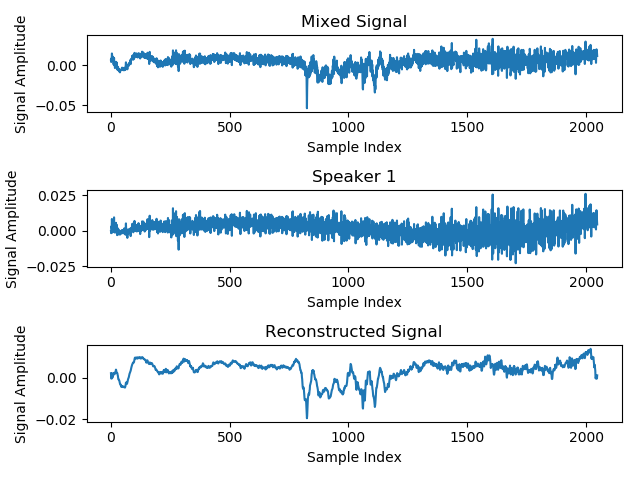 Mixed Signal
Signal Amplitude
0.00
−0.05
0 500 1000 1500 2000
Sample Index
Speaker 1
Signal Amplitude
0.025
0.000
−0.025
0 500 1000 1500 2000
Sample Index
Reconstructed Signal
Signal Amplitude
0.00
−0.02
0 500 1000 1500 2000
Sample Index